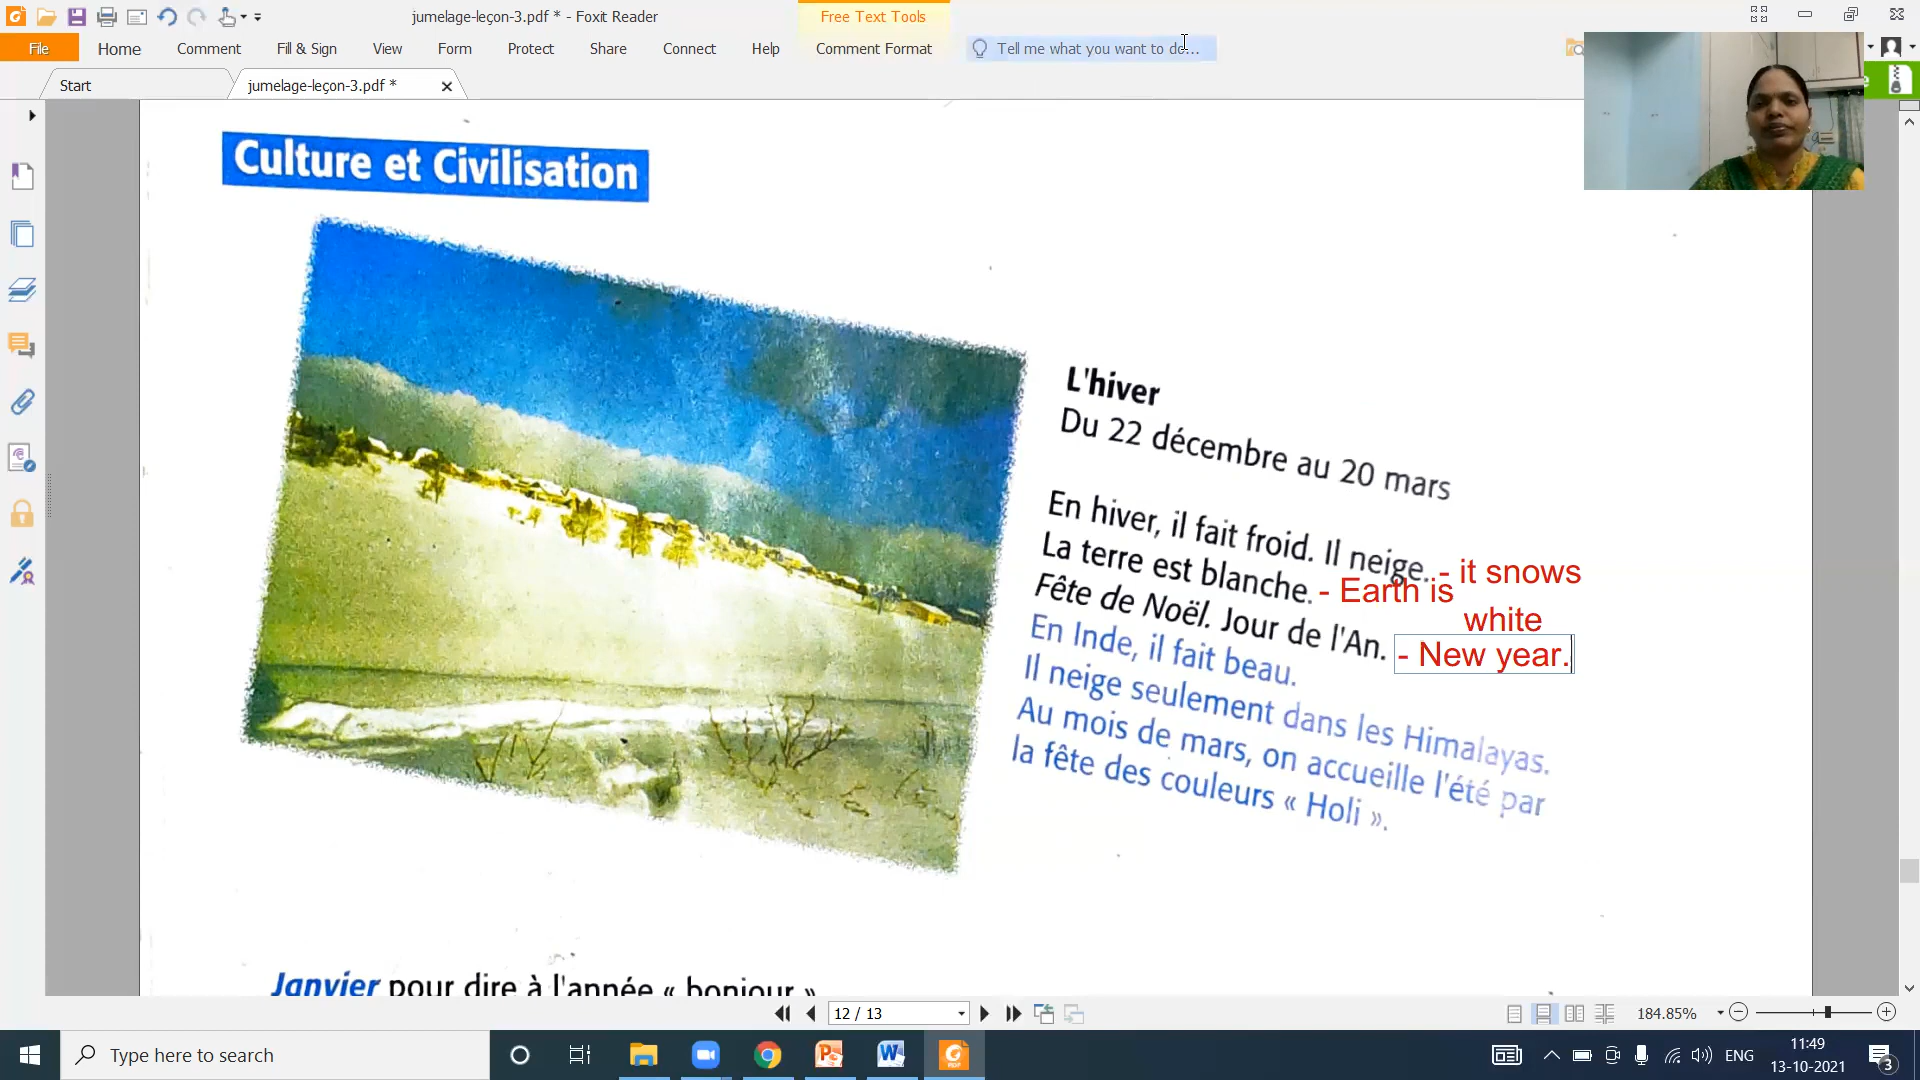 jumelage-leçon-3.pdf * - Foxit Reader
Free Text Tools
File Home Comment Fill & Sign View Form Protect Share Connect Help Comment Format Tell me what you want to do...
Start
jumelage-leçon-3.pdf *
Culture et Civilisation
L'hiver
Du 22 décembre au 20 mars
En hiver, il fait froid. Il neige. - it snows
La terre est blanche. - Earth is
white
Fête de Noël. Jour de l'An. - New year.
En Inde, il fait beau.
Il neige seulement dans les Himalayas.
Au mois de mars, on accueille l'été par
la fête des couleurs « Holi ».
Janvier pour dire à l'année « bonjour »
12 / 13
184.85%
Type here to search
ENG
11:49
13-10-2021
3